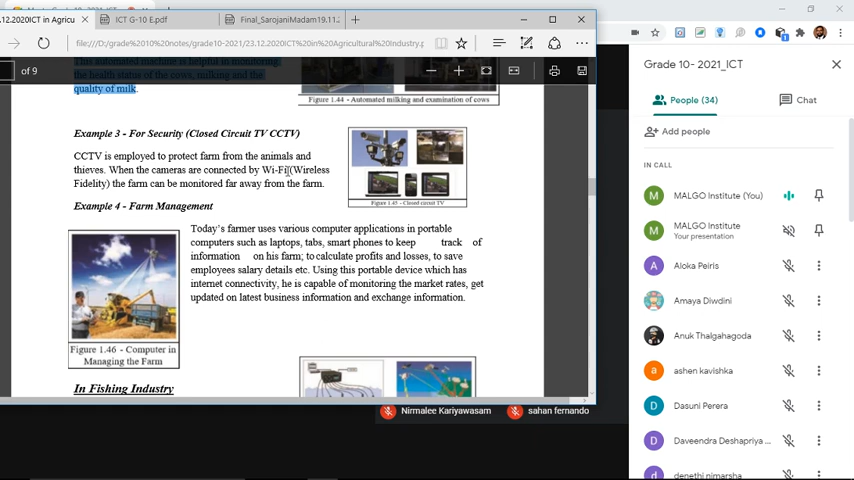 .12.2020ICT in Agricu
ICT G-10 E.pdf
Final_SarojaniMadam19.11.2
file:///D:/grade%2010%20notes/grade10-2021/23.12.2020ICT%20in%20Agricultural%20Industry.p
of 9
This automated machine is helpful in monitoring
the health status of the cows, milking and the
quality of milk.
Figure 1.44 - Automated milking and examination of cows
Example 3 - For Security (Closed Circuit TV CCTV)
CCTV is employed to protect farm from the animals and
thieves. When the cameras are connected by Wi-Fi (Wireless
Fidelity) the farm can be monitored far away from the farm.
Figure 1.45 - Closed circuit TV
Example 4 - Farm Management
Today's farmer uses various computer applications in portable
computers such as laptops, tabs, smart phones to keep track of
information on his farm; to calculate profits and losses, to save
employees salary details etc. Using this portable device which has
internet connectivity, he is capable of monitoring the market rates, get
updated on latest business information and exchange information.
Figure 1.46 - Computer in
Managing the Farm
In Fishing Industry
Nirmalee Kariyawasam
sahan fernando
Grade 10- 2021_ICT
People (34)
Chat
Add people
IN CALL
M
MALGO Institute (You)
M
MALGO Institute
Your presentation
A
Aloka Peiris
Amaya Diwdini
Anuk Thalgahagoda
a
ashen kavishka
D
Dasuni Perera
D
Daveendra Deshapriya ...
d
denethi nimarsha